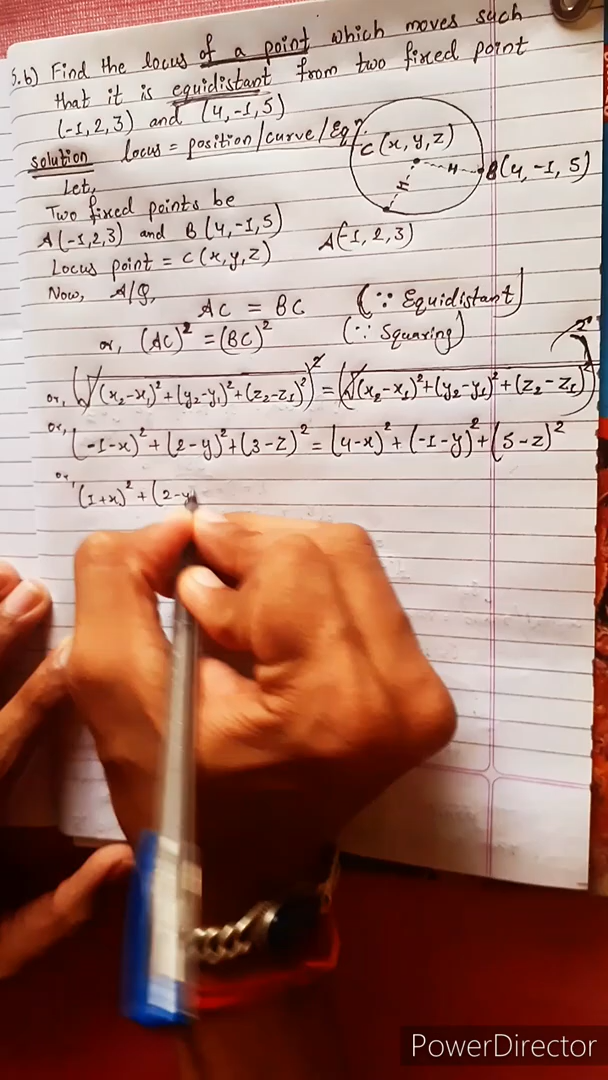 5.b) Find the locus of a point which moves such
that it is equidistant from two fixed point
(-1,2,3) and (4,-1,5)
solution locus = position/curve/Eqⁿ.
C(x,y,z)
B(4,-1,5)
A(-1,2,3)
Let,
Two fixed points be
A(-1,2,3) and B(4,-1,5)
Locus point = C(x,y,z)
Now, A/Q,
AC = BC (∵ Equidistant)
or, (AC)² = (BC)² (∵ Squaring)
or, (√(x₂-x₁)²+(y₂-y₁)²+(z₂-z₁)²)² = (√(x₂-x₁)²+(y₂-y₁)²+(z₂-z₁)²)²
or, (-1-x)²+(2-y)²+(3-z)² = (4-x)²+(-1-y)²+(5-z)²
or, (1+x)²+(2-y
PowerDirector